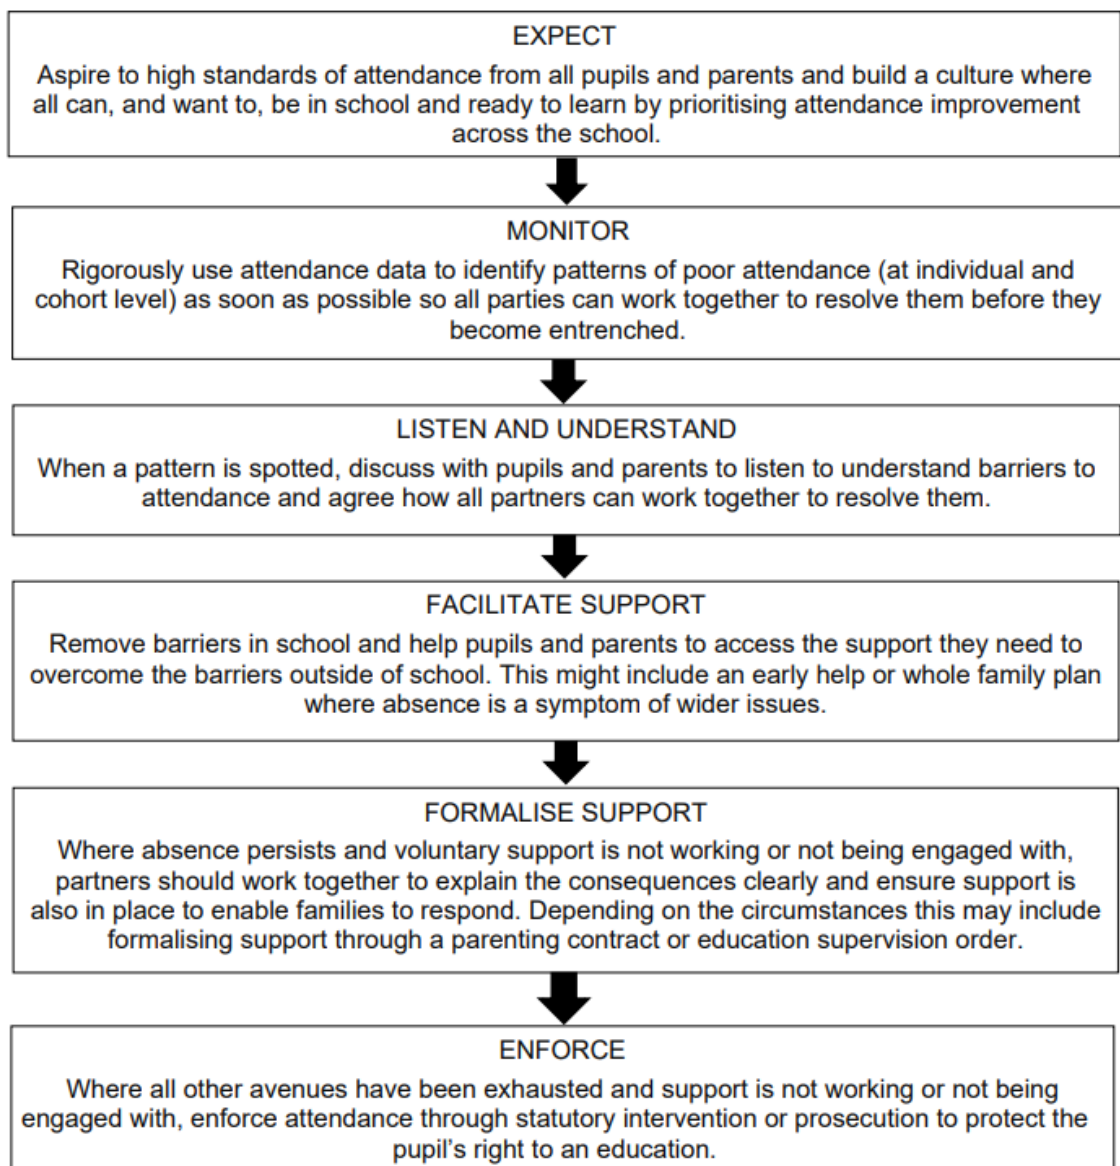 EXPECT
Aspire to high standards of attendance from all pupils and parents and build a culture where
all can, and want to, be in school and ready to learn by prioritising attendance improvement
across the school.
MONITOR
Rigorously use attendance data to identify patterns of poor attendance (at individual and
cohort level) as soon as possible so all parties can work together to resolve them before they
become entrenched.
LISTEN AND UNDERSTAND
When a pattern is spotted, discuss with pupils and parents to listen to understand barriers to
attendance and agree how all partners can work together to resolve them.
FACILITATE SUPPORT
Remove barriers in school and help pupils and parents to access the support they need to
overcome the barriers outside of school. This might include an early help or whole family plan
where absence is a symptom of wider issues.
FORMALISE SUPPORT
Where absence persists and voluntary support is not working or not being engaged with,
partners should work together to explain the consequences clearly and ensure support is
also in place to enable families to respond. Depending on the circumstances this may include
formalising support through a parenting contract or education supervision order.
ENFORCE
Where all other avenues have been exhausted and support is not working or not being
engaged with, enforce attendance through statutory intervention or prosecution to protect the
pupil's right to an education.